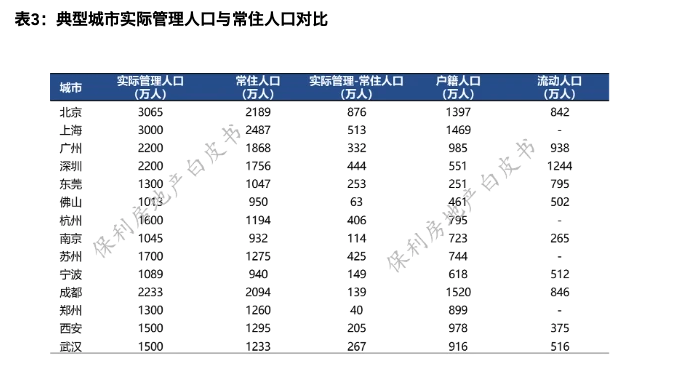 表3：典型城市实际管理人口与常住人口对比
城市 实际管理人口（万人） 常住人口（万人） 实际管理-常住人口（万人） 户籍人口（万人） 流动人口（万人）
北京 3065 2189 876 1397 842
上海 3000 2487 513 1469 -
广州 2200 1868 332 985 938
深圳 2200 1756 444 551 1244
东莞 1300 1047 253 251 795
佛山 1013 950 63 461 502
杭州 1600 1194 406 795 -
南京 1045 932 114 723 265
苏州 1700 1275 425 744 -
宁波 1089 940 149 618 512
成都 2233 2094 139 1520 846
郑州 1300 1260 40 899 -
西安 1500 1295 205 978 375
武汉 1500 1233 267 916 516
保利房地产白皮书
保利房地产白皮书